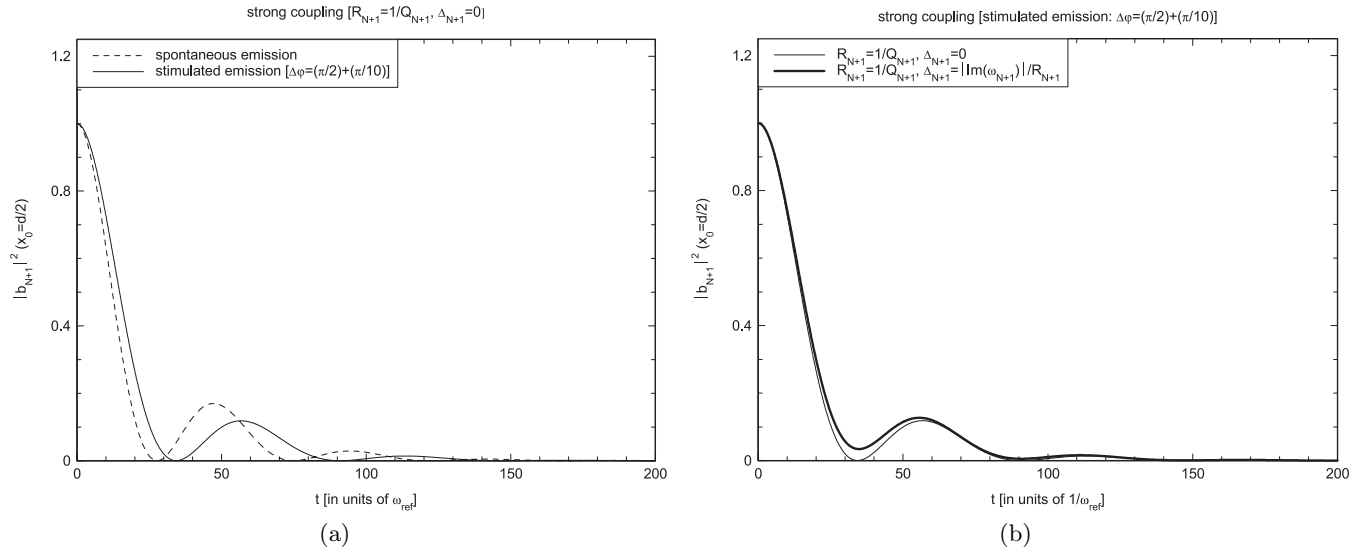 strong coupling [R_{N+1}=1/Q_{N+1}, Δ_{N+1}=0]
spontaneous emission
stimulated emission [Δφ=(π/2)+(π/10)]
1.2
0.8
0.4
0
|b_{N+1}|² (x_0=d/2)
0 50 100 150 200
t [in units of ω_{ref}]
(a)
strong coupling [stimulated emission: Δφ=(π/2)+(π/10)]
R_{N+1}=1/Q_{N+1}, Δ_{N+1}=0
R_{N+1}=1/Q_{N+1}, Δ_{N+1}=|Im(ω_{N+1})|/R_{N+1}
1.2
0.8
0.4
0
|b_{N+1}|² (x_0=d/2)
0 50 100 150 200
t [in units of 1/ω_{ref}]
(b)